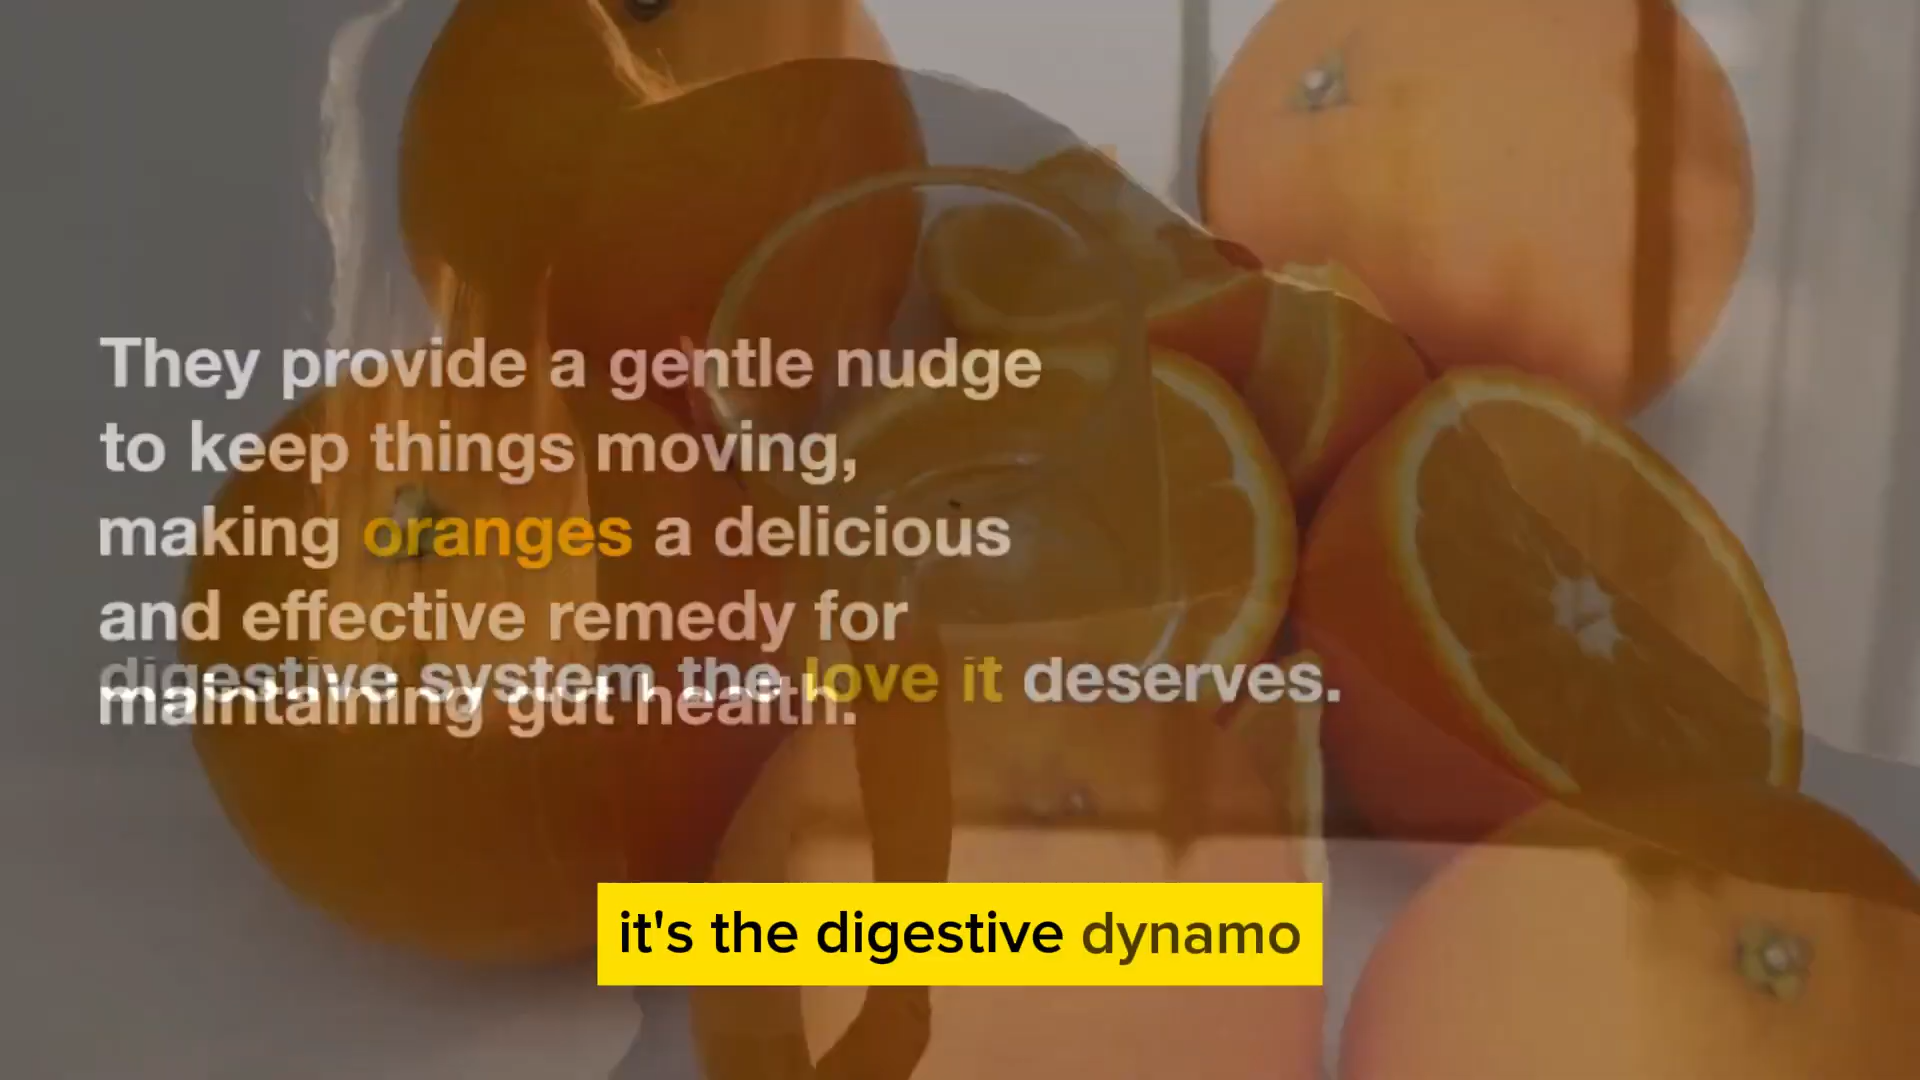 They provide a gentle nudge
to keep things moving,
making oranges a delicious
and effective remedy for
digestive system the love it deserves.
maintaining gut health.
it's the digestive dynamo